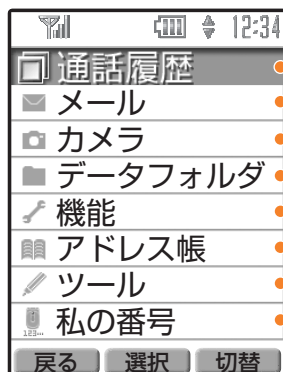 12:34
通話履歴
メール
カメラ
データフォルダ
機能
アドレス帳
ツール
123... 私の番号
戻る 選択 切替